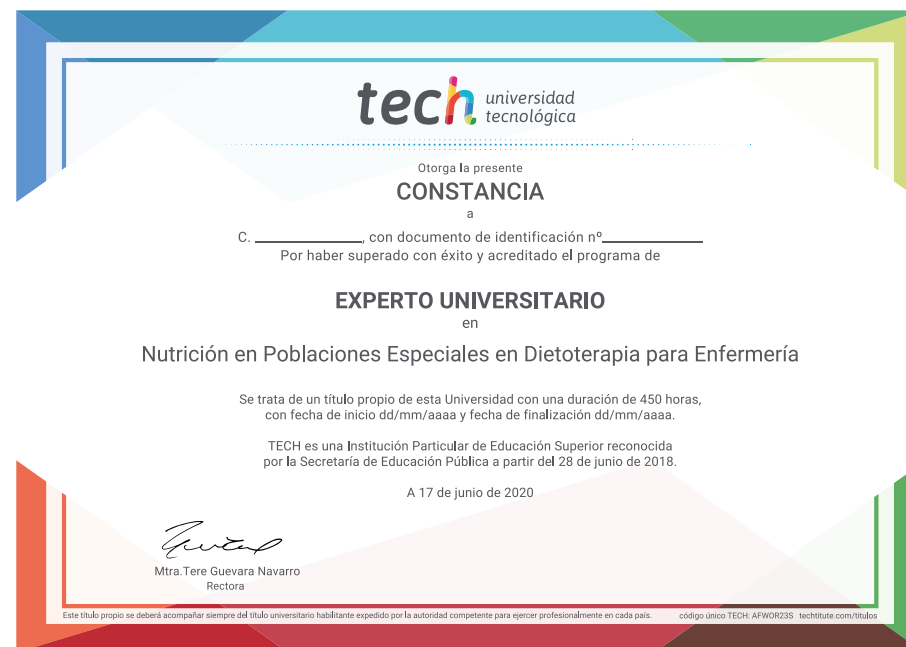 tech universidad
tecnológica
Otorga la presente
CONSTANCIA
a
C. ______________, con documento de identificación nº_____________
Por haber superado con éxito y acreditado el programa de
EXPERTO UNIVERSITARIO
en
Nutrición en Poblaciones Especiales en Dietoterapia para Enfermería
Se trata de un título propio de esta Universidad con una duración de 450 horas,
con fecha de inicio dd/mm/aaaa y fecha de finalización dd/mm/aaaa.
TECH es una Institución Particular de Educación Superior reconocida
por la Secretaría de Educación Pública a partir del 28 de junio de 2018.
A 17 de junio de 2020
Mtra.Tere Guevara Navarro
Rectora
Este título propio se deberá acompañar siempre del título universitario habilitante expedido por la autoridad competente para ejercer profesionalmente en cada país. código único TECH: AFWOR23S techtitute.com/titulos